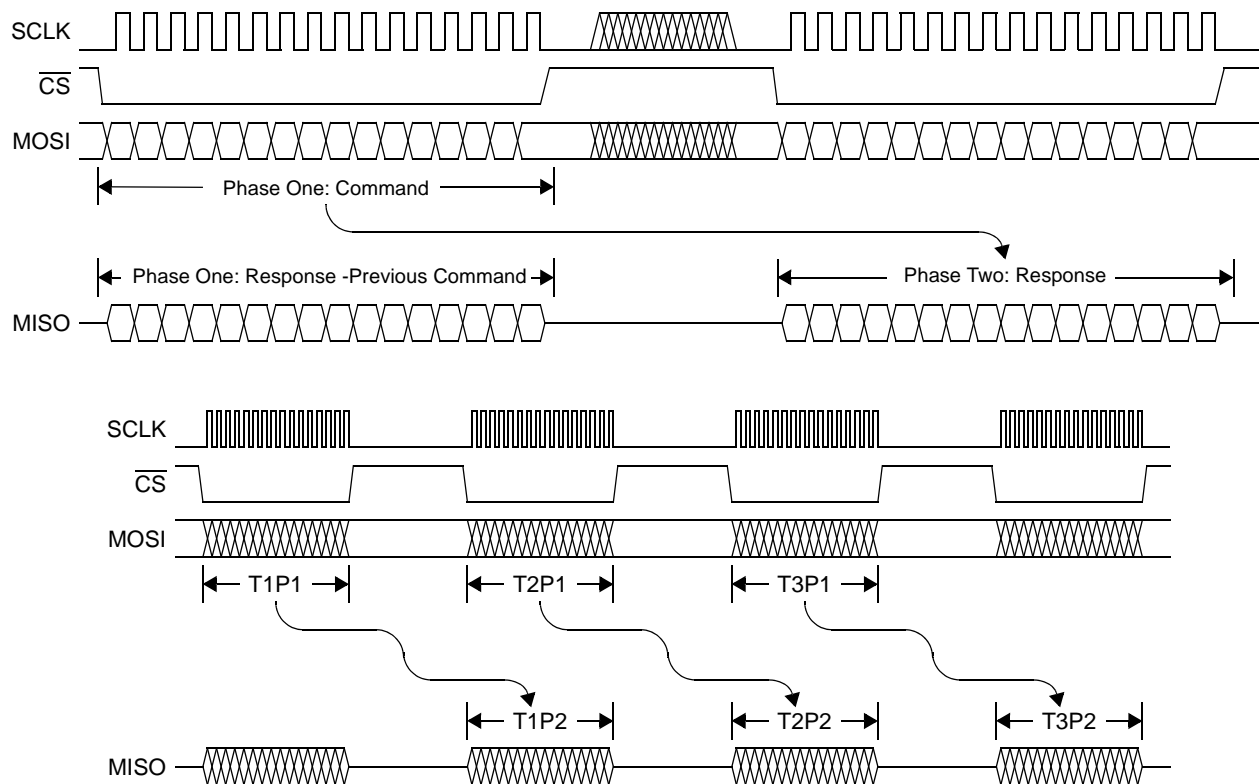 SCLK
CS
MOSI
Phase One: Command
Phase One: Response -Previous Command
Phase Two: Response
MISO
SCLK
CS
MOSI
T1P1
T2P1
T3P1
T1P2
T2P2
T3P2
MISO